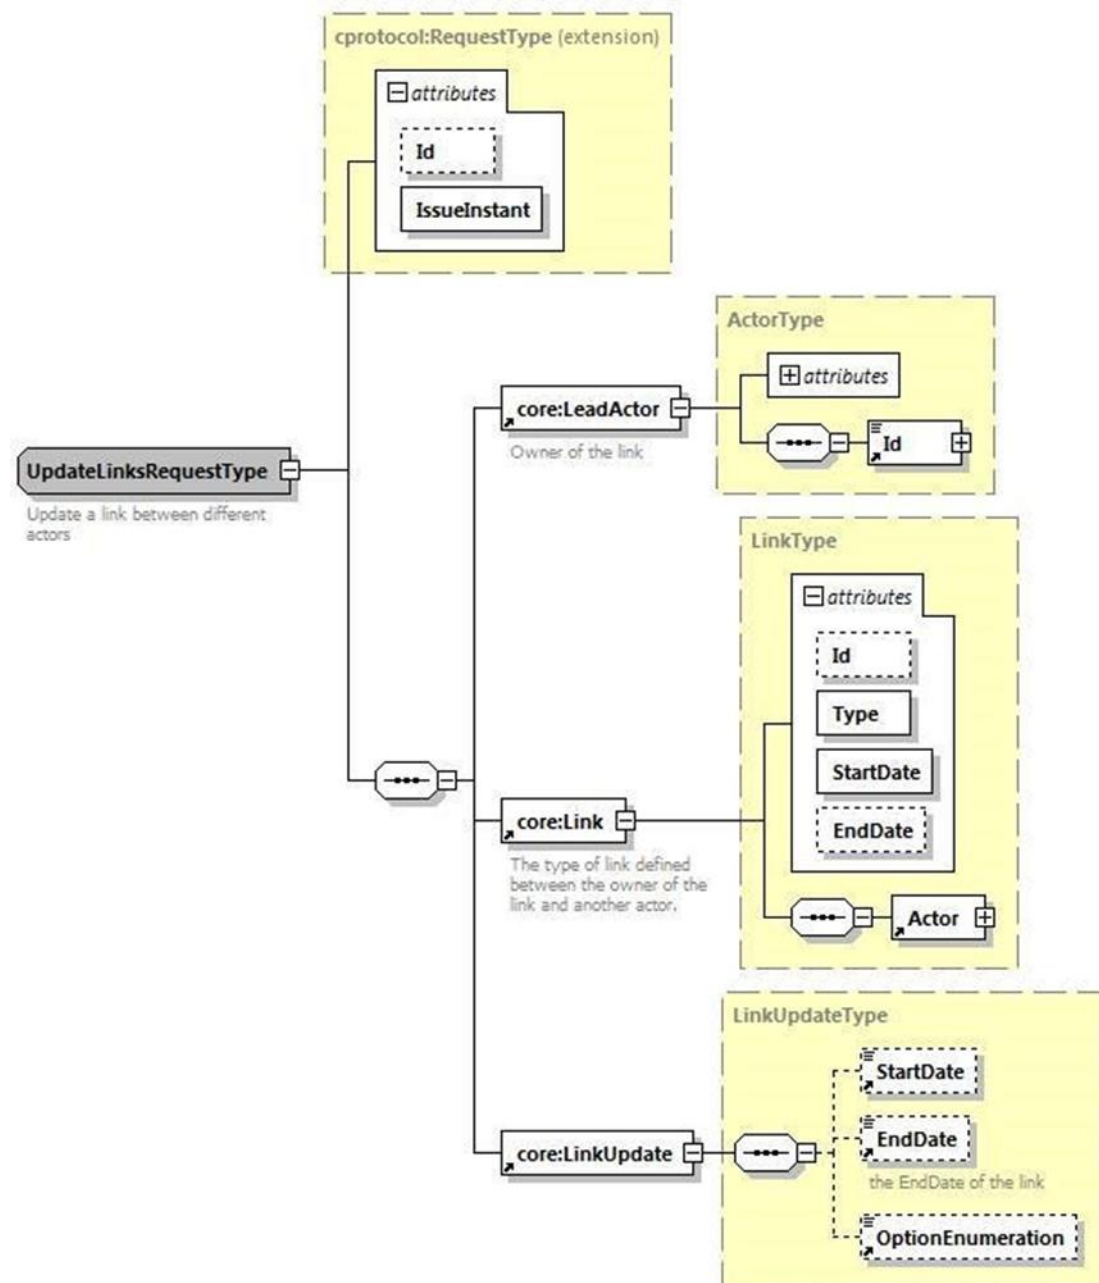 cprotocol:RequestType (extension)
attributes
Id
IssueInstant
ActorType
attributes
core:LeadActor
Owner of the link
Id
UpdateLinksRequestType
Update a link between different
actors
LinkType
attributes
Id
Type
StartDate
EndDate
core:Link
The type of link defined
between the owner of the
link and another actor.
Actor
LinkUpdateType
StartDate
EndDate
the EndDate of the link
core:LinkUpdate
OptionEnumeration